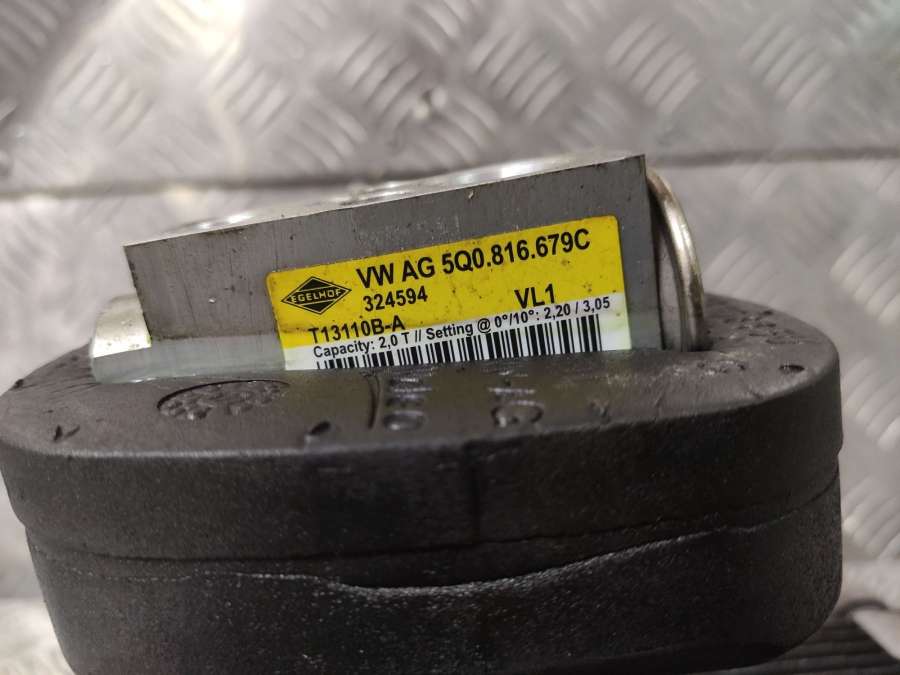 VW AG 5Q0.816.679C
EGELHOF
324594
VL1
T13110B-A
Capacity: 2,0 T // Setting @ 0°/10°: 2,20 / 3,05